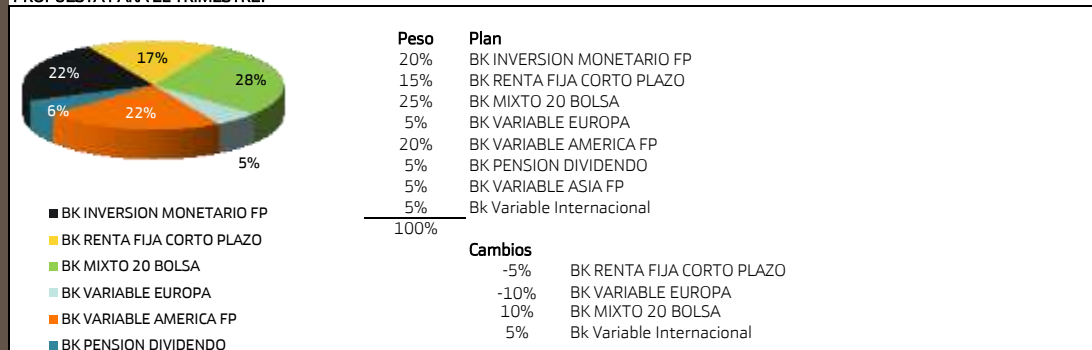 PROPUESTA PARA EL TRIMESTRE:
17%
22%
28%
6%
22%
5%
BK INVERSION MONETARIO FP
BK RENTA FIJA CORTO PLAZO
BK MIXTO 20 BOLSA
BK VARIABLE EUROPA
BK VARIABLE AMERICA FP
BK PENSION DIVIDENDO
Peso Plan
20% BK INVERSION MONETARIO FP
15% BK RENTA FIJA CORTO PLAZO
25% BK MIXTO 20 BOLSA
5% BK VARIABLE EUROPA
20% BK VARIABLE AMERICA FP
5% BK PENSION DIVIDENDO
5% BK VARIABLE ASIA FP
5% Bk Variable Internacional
100%
Cambios
-5% BK RENTA FIJA CORTO PLAZO
-10% BK VARIABLE EUROPA
10% BK MIXTO 20 BOLSA
5% Bk Variable Internacional